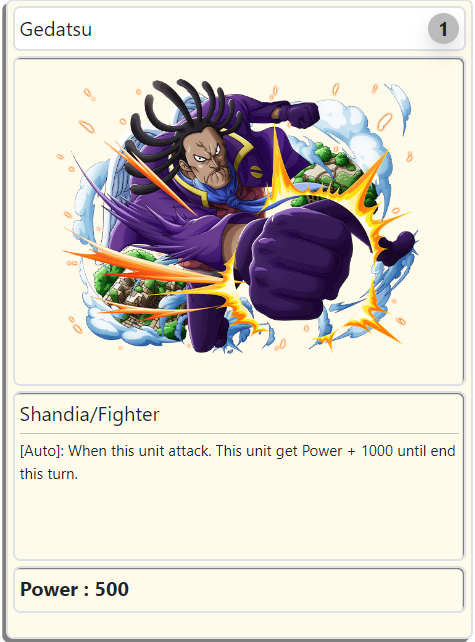 Gedatsu
1
Shandia/Fighter
[Auto]: When this unit attack. This unit get Power + 1000 until end
this turn.
Power : 500